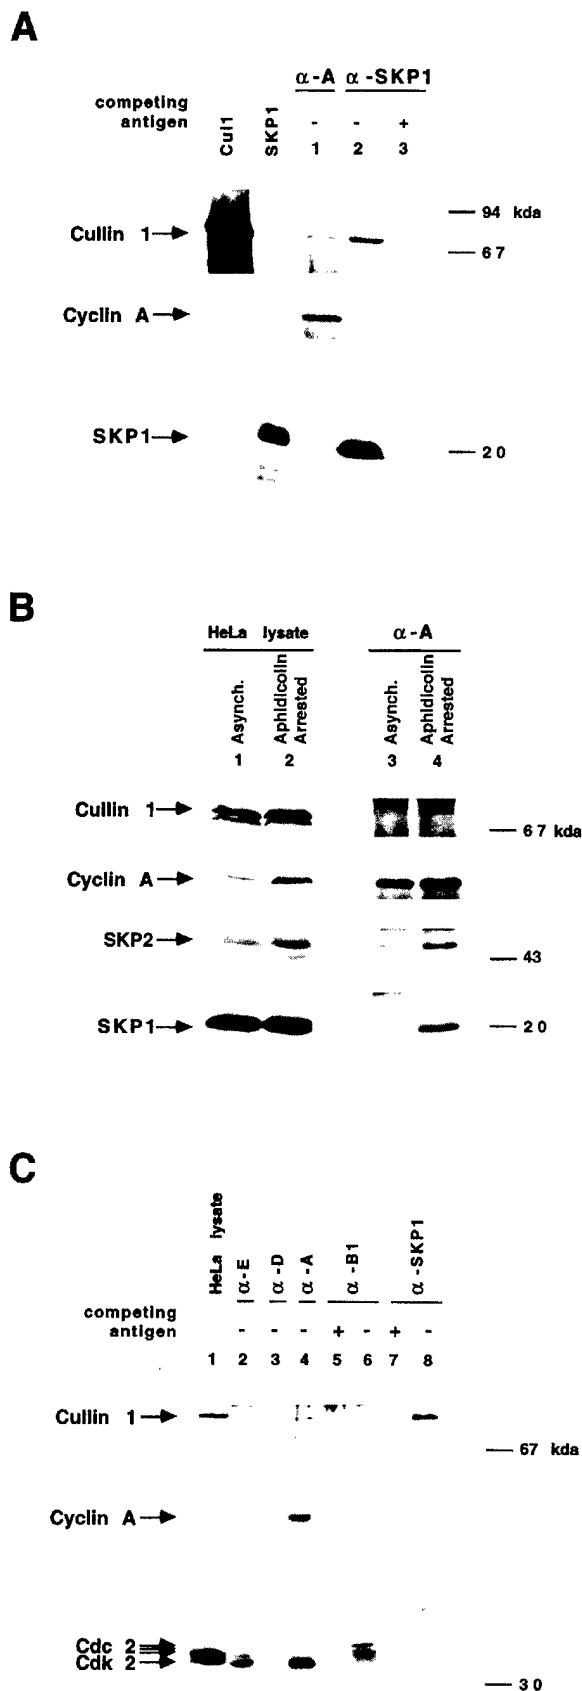 A
α-A α-SKP1
competing
antigen
Cul1
SKP1
- - +
1 2 3
94 kda
Cullin 1
67
Cyclin A
SKP1
20
B
HeLa lysate
α-A
Asynch.
Aphidicolin
Arrested
Asynch.
Aphidicolin
Arrested
1 2 3 4
Cullin 1
67 kda
Cyclin A
SKP2
43
SKP1
20
C
HeLa lysate
α-E
α-D
α-A
α-B1
α-SKP1
competing
antigen
- - - + - + -
1 2 3 4 5 6 7 8
Cullin 1
67 kda
Cyclin A
Cdc 2
Cdk 2
30